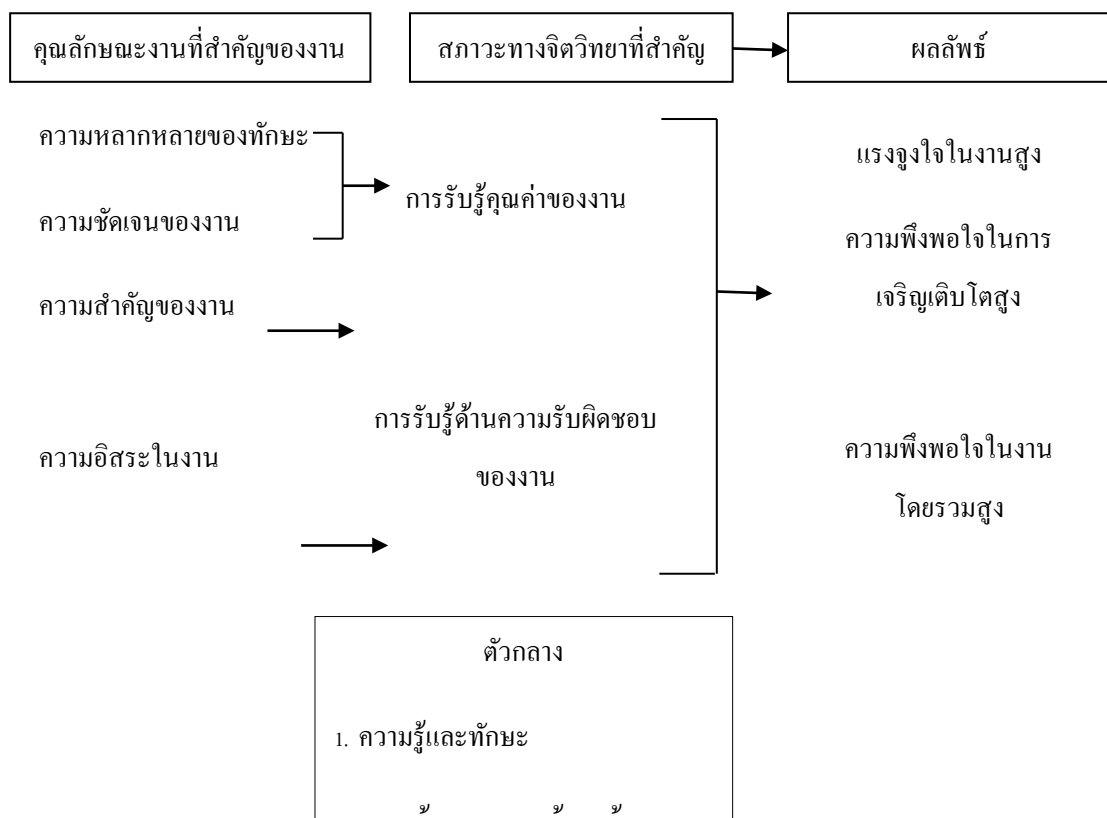 คุณลักษณะงานที่สำคัญของงาน
สภาวะทางจิตวิทยาที่สำคัญ
ผลลัพธ์
ความหลากหลายของทักษะ
ความชัดเจนของงาน
ความสำคัญของงาน
ความอิสระในงาน
การรับรู้คุณค่าของงาน
การรับรู้ด้านความรับผิดชอบ
ของงาน
แรงจูงใจในงานสูง
ความพึงพอใจในการ
เจริญเติบโตสูง
ความพึงพอใจในงาน
โดยรวมสูง
ตัวกลาง
1. ความรู้และทักษะ